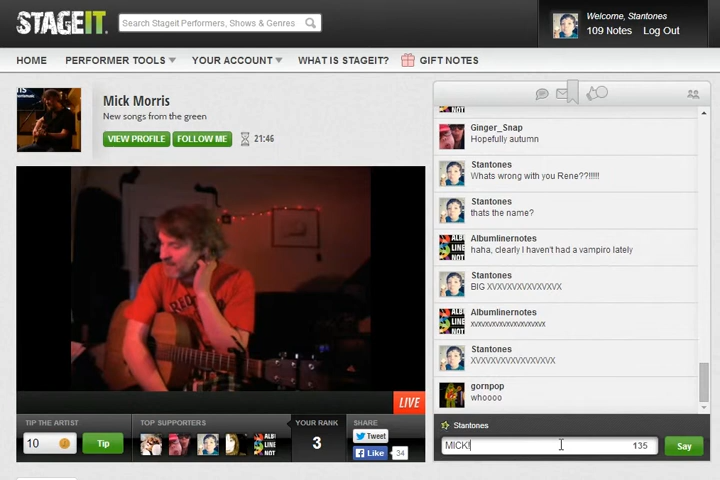 STAGEIT.
Search Stageit Performers, Shows & Genres
Welcome, Stantones
109 Notes Log Out
HOME PERFORMER TOOLS YOUR ACCOUNT WHAT IS STAGEIT? GIFT NOTES
Mick Morris
New songs from the green
VIEW PROFILE FOLLOW ME 21:46
LIVE
TIP THE ARTIST
10 Tip
TOP SUPPORTERS
YOUR RANK
3
SHARE
Tweet
Like 34
Ginger_Snap
Hopefully autumn
Stantones
Whats wrong with you Rene??!!!!!
Stantones
thats the name?
Albumlinernotes
haha, clearly I haven't had a vampiro lately
Stantones
BIG XVXVXVXVXVXVXVX
Albumlinernotes
xvxvxvxvxvxvxvxvxvx
Stantones
XVXVXVXVXVXVXVXVX
gornpop
whoooo
Stantones
MICK! 135 Say